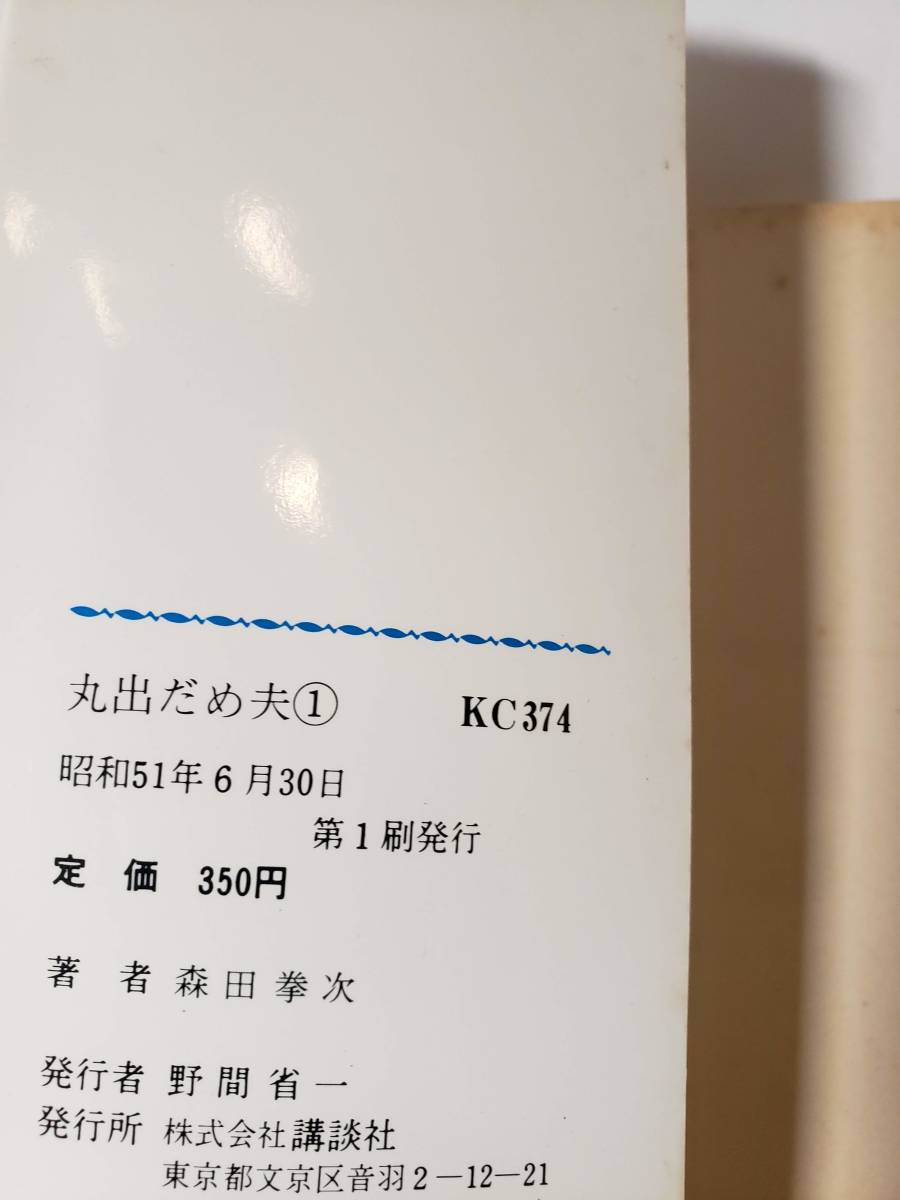 丸出だめ夫① KC374
昭和51年6月30日
第1刷発行
定価 350円
著者 森田拳次
発行者 野間省一
発行所 株式会社講談社
東京都文京区音羽2—12—21